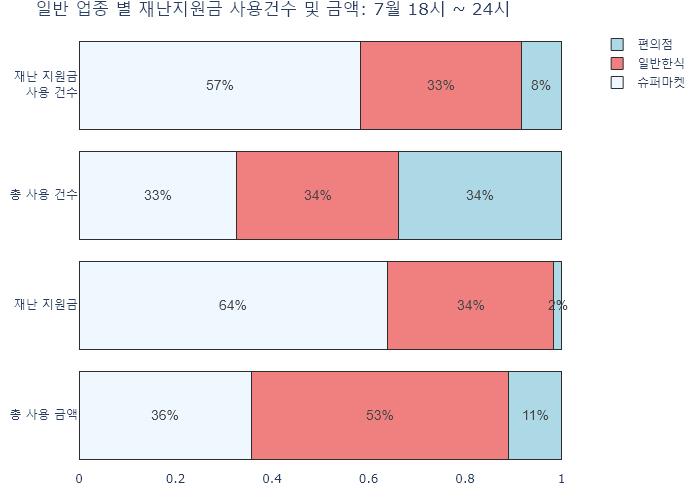 일반 업종 별 재난지원금 사용건수 및 금액: 7월 18시 ~ 24시
편의점
일반한식
슈퍼마켓
재난 지원금
사용 건수
57%
33%
8%
총 사용 건수
33%
34%
34%
재난 지원금
64%
34%
2%
총 사용 금액
36%
53%
11%
0
0.2
0.4
0.6
0.8
1